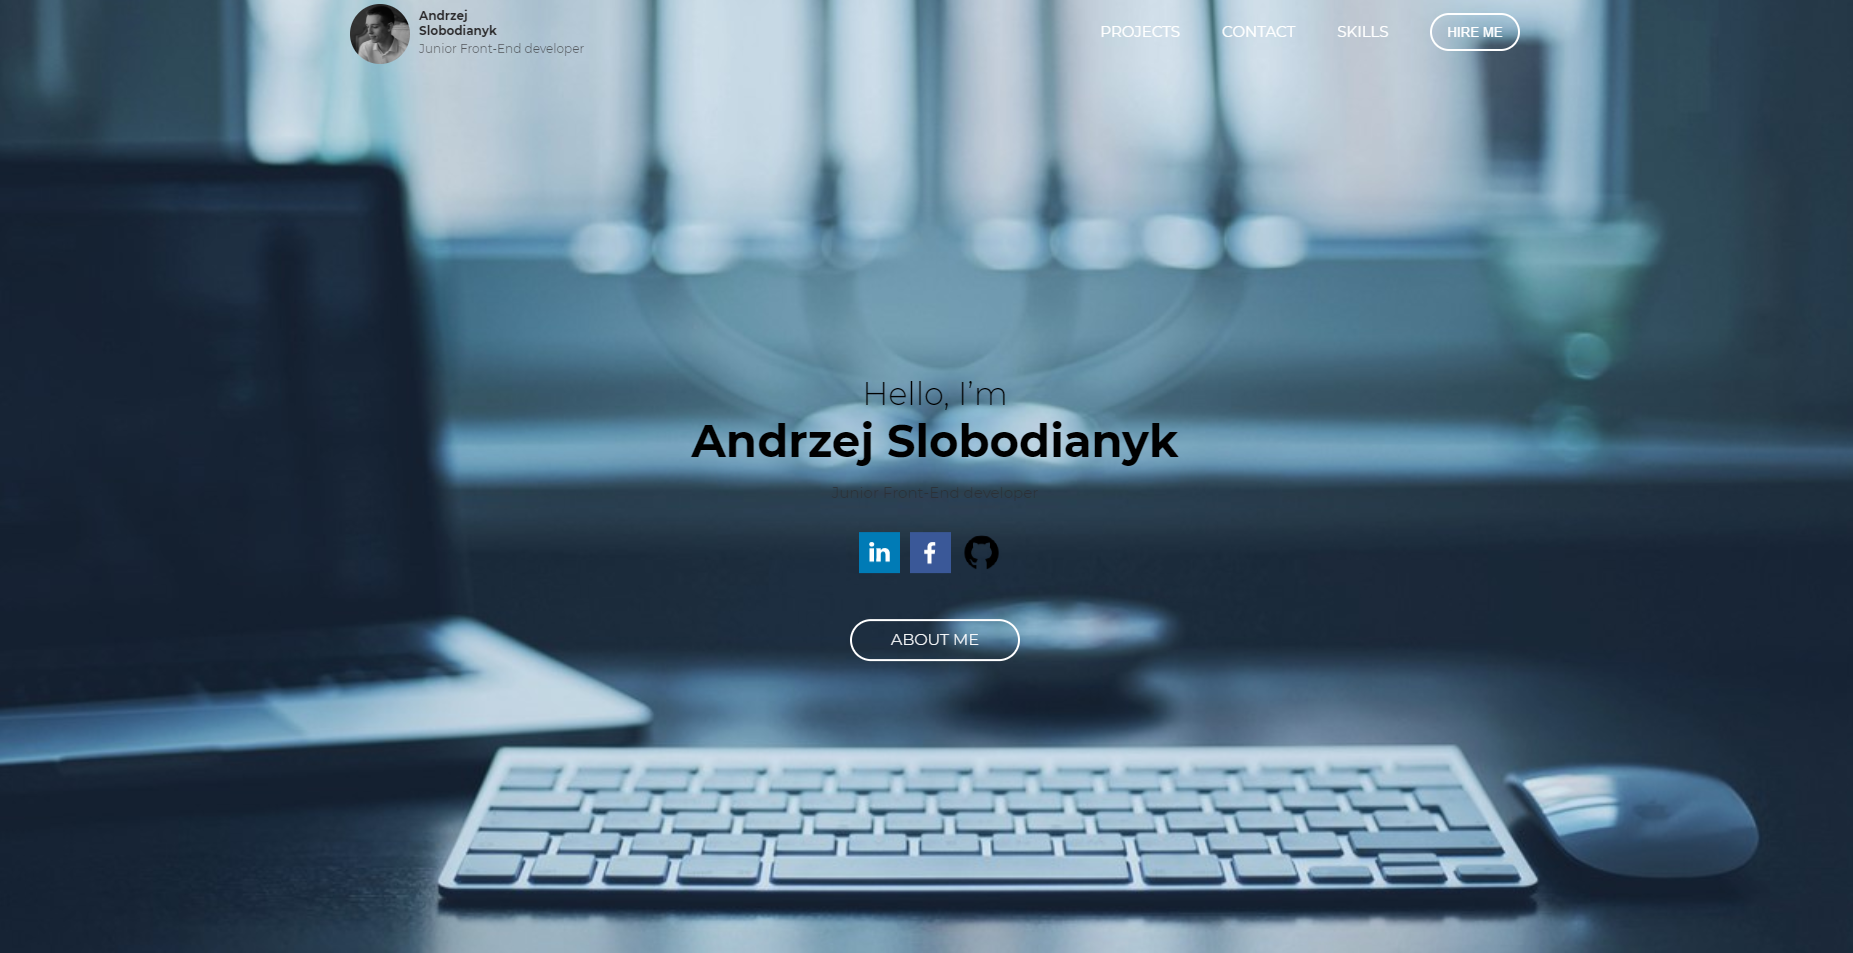 Andrzej
Slobodianyk
Junior Front-End developer
PROJECTS
CONTACT
SKILLS
HIRE ME
Hello, I’m
Andrzej Slobodianyk
Junior Front-End developer
in
f
ABOUT ME